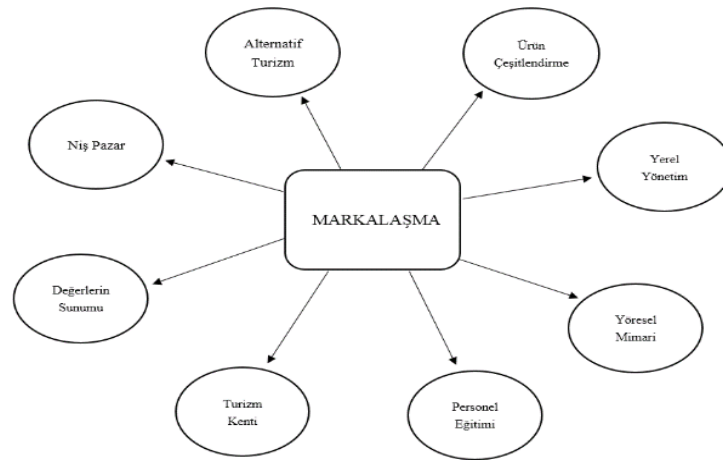 Alternatif
Turizm
Ürün
Çeşitlendirme
Niş Pazar
Yerel
Yönetim
MARKALAŞMA
Değerlerin
Sunumu
Yöresel
Mimari
Turizm
Kenti
Personel
Eğitimi